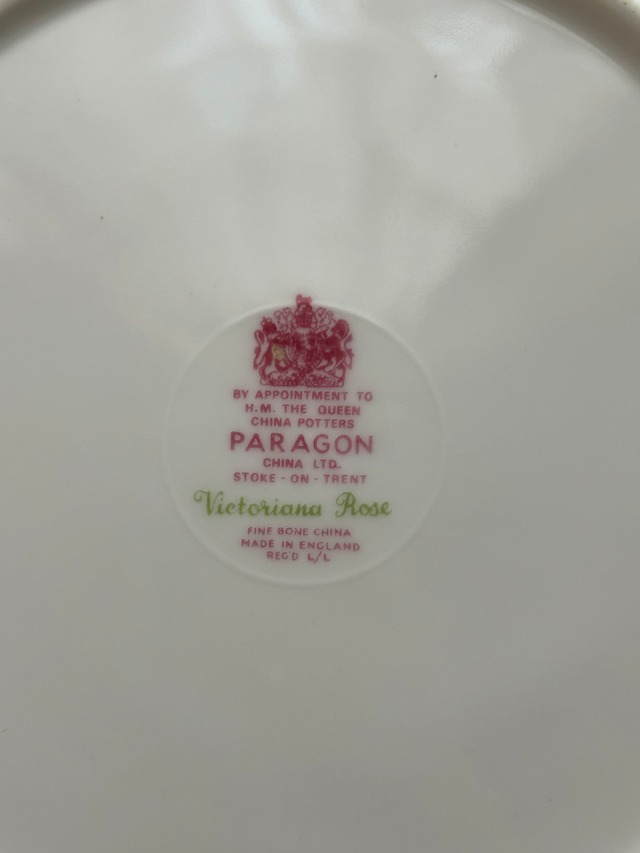 BY APPOINTMENT TO
H.M. THE QUEEN
CHINA POTTERS
PARAGON
CHINA LTD.
STOKE-ON-TRENT
Victoriana Rose
FINE BONE CHINA
MADE IN ENGLAND
REG'D L/L